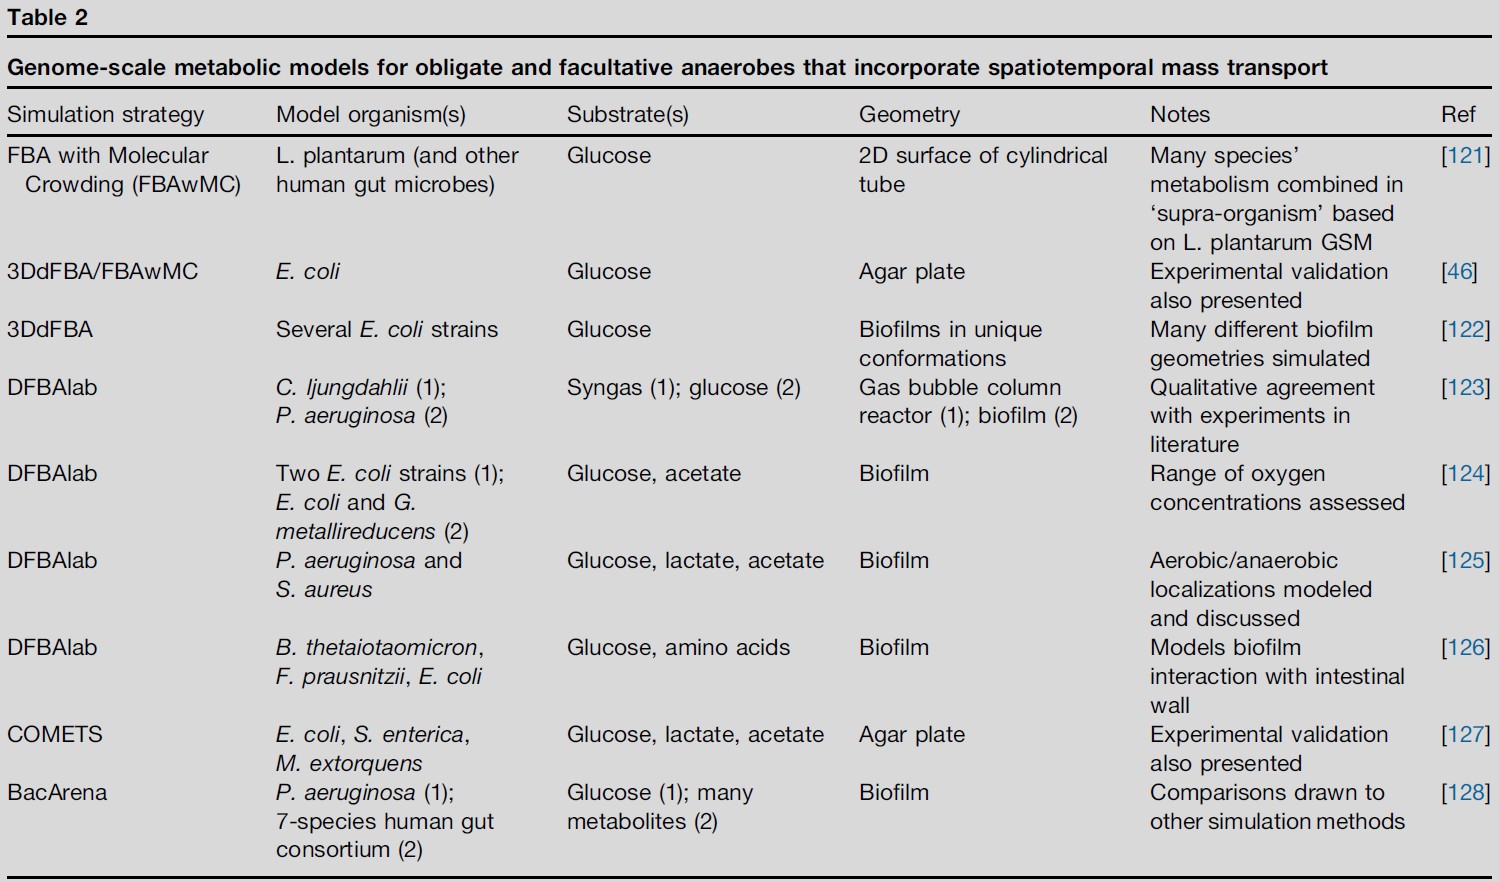 Table 2
Genome-scale metabolic models for obligate and facultative anaerobes that incorporate spatiotemporal mass transport
Simulation strategy Model organism(s) Substrate(s) Geometry Notes Ref
FBA with Molecular L. plantarum (and other Glucose 2D surface of cylindrical Many species’ [121]
Crowding (FBAwMC) human gut microbes) tube metabolism combined in
‘supra-organism’ based
on L. plantarum GSM
3DdFBA/FBAwMC E. coli Glucose Agar plate Experimental validation [46]
also presented
3DdFBA Several E. coli strains Glucose Biofilms in unique Many different biofilm [122]
conformations geometries simulated
DFBAlab C. ljungdahlii (1); Syngas (1); glucose (2) Gas bubble column Qualitative agreement [123]
P. aeruginosa (2) reactor (1); biofilm (2) with experiments in
literature
DFBAlab Two E. coli strains (1); Glucose, acetate Biofilm Range of oxygen [124]
E. coli and G. concentrations assessed
metallireducens (2)
DFBAlab P. aeruginosa and Glucose, lactate, acetate Biofilm Aerobic/anaerobic [125]
S. aureus localizations modeled
and discussed
DFBAlab B. thetaiotaomicron, Glucose, amino acids Biofilm Models biofilm [126]
F. prausnitzii, E. coli interaction with intestinal
wall
COMETS E. coli, S. enterica, Glucose, lactate, acetate Agar plate Experimental validation [127]
M. extorquens also presented
BacArena P. aeruginosa (1); Glucose (1); many Biofilm Comparisons drawn to [128]
7-species human gut metabolites (2) other simulation methods
consortium (2)